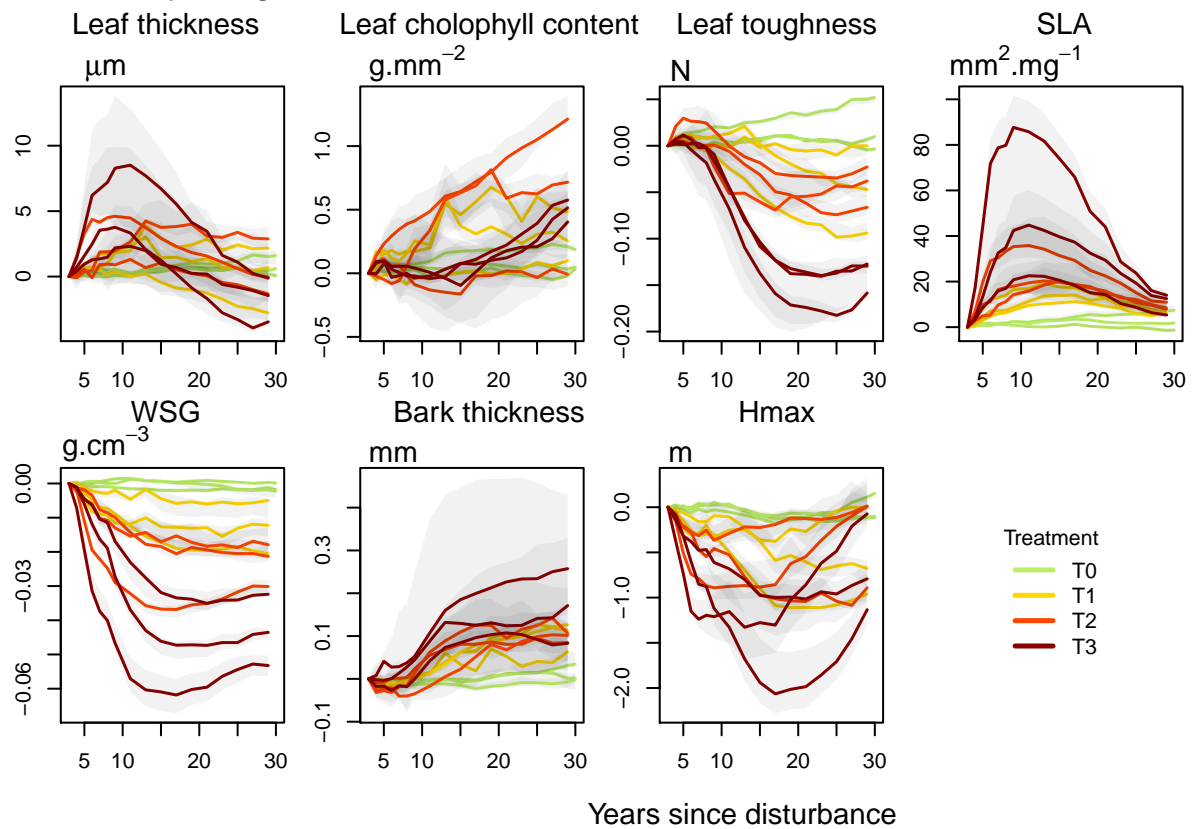 Leaf thickness
Leaf cholophyll content
Leaf toughness
SLA
μm
g.mm−2
N
mm2.mg−1
0 5 10
−0.5 0.0 0.5 1.0
−0.20 −0.10 0.00
0 20 40 60 80
5 10 20 30
5 10 20 30
5 10 20 30
5 10 20 30
WSG
Bark thickness
Hmax
g.cm−3
mm
m
−0.06 −0.03 0.00
−0.1 0.1 0.3
−2.0 −1.0 0.0
5 10 20 30
5 10 20 30
5 10 20 30
Treatment
T0
T1
T2
T3
Years since disturbance